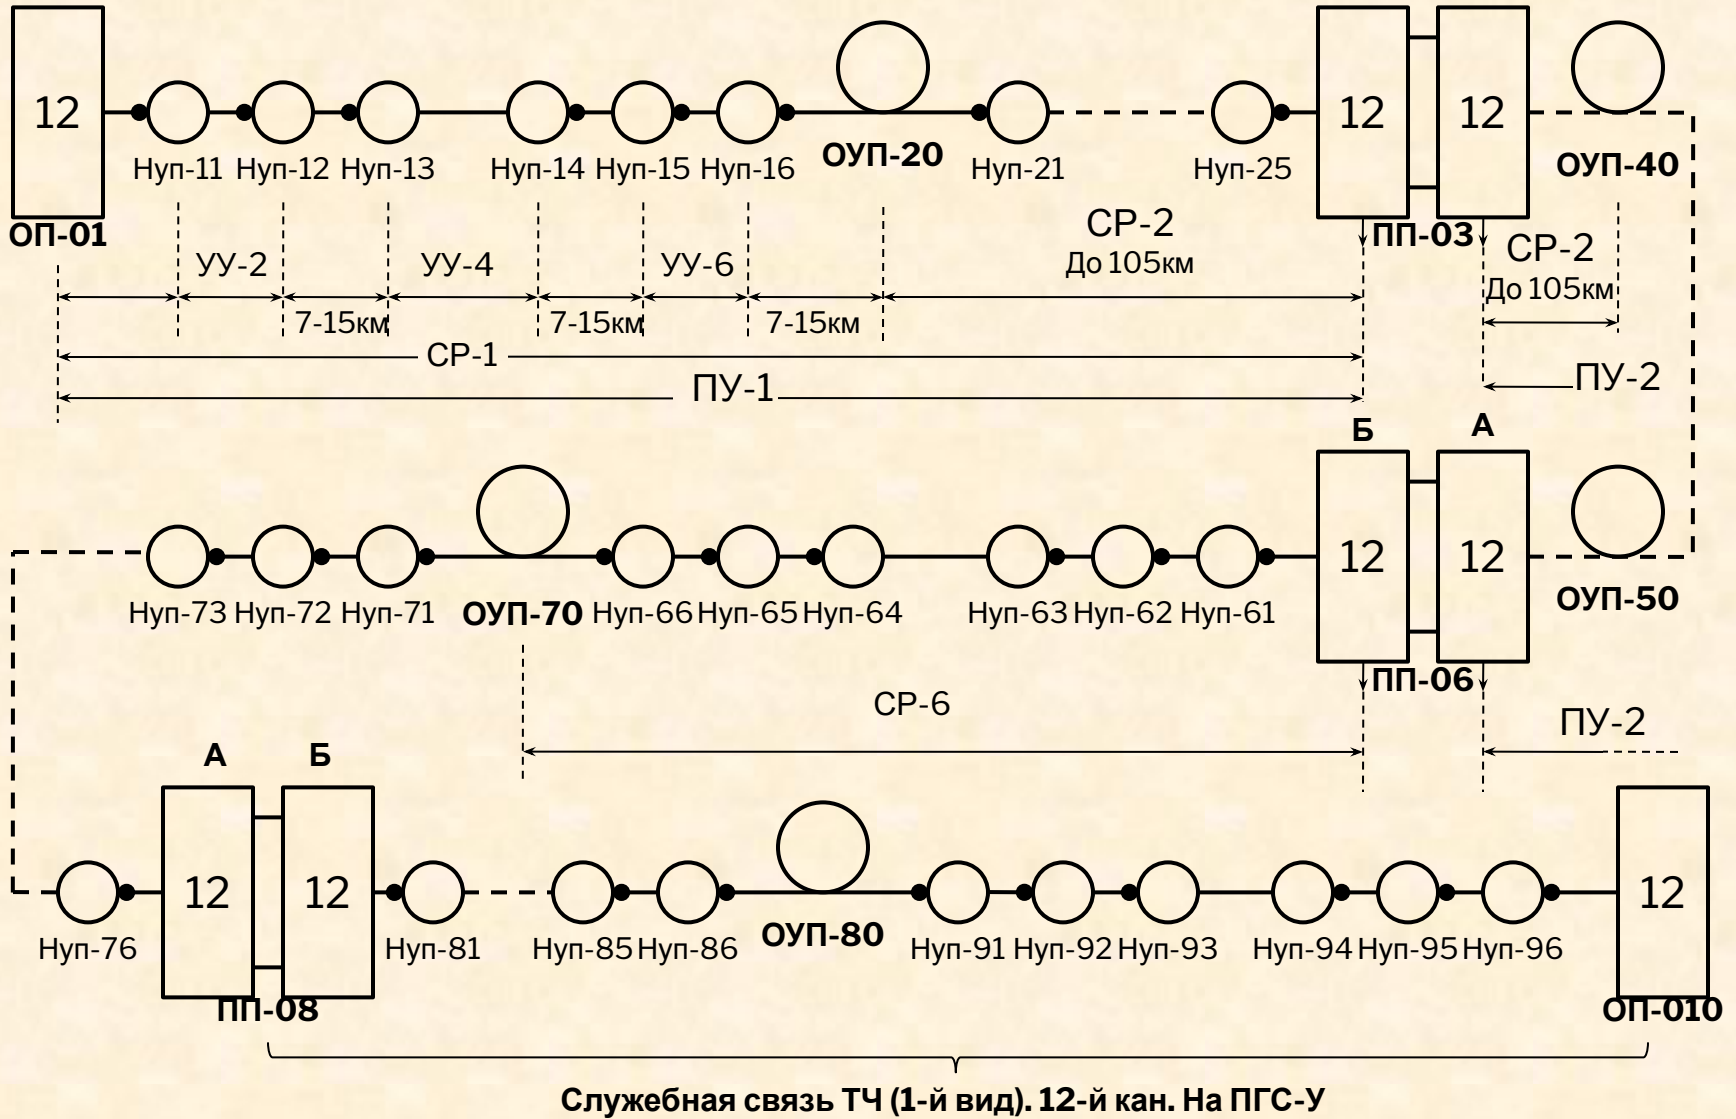 12
12
12
Нуп-11
Нуп-12
Нуп-13
Нуп-14
Нуп-15
Нуп-16
ОУП-20
Нуп-21
Нуп-25
ОУП-40
ОП-01
ПП-03
УУ-2
УУ-4
УУ-6
СР-2
До 105км
СР-2
До 105км
7-15км
7-15км
7-15км
СР-1
ПУ-1
ПУ-2
Б
А
12
12
Нуп-73
Нуп-72
Нуп-71
ОУП-70
Нуп-66
Нуп-65
Нуп-64
Нуп-63
Нуп-62
Нуп-61
ОУП-50
ПП-06
СР-6
ПУ-2
А
Б
12
12
12
Нуп-76
Нуп-81
Нуп-85
Нуп-86
ОУП-80
Нуп-91
Нуп-92
Нуп-93
Нуп-94
Нуп-95
Нуп-96
ПП-08
ОП-010
Служебная связь ТЧ (1-й вид). 12-й кан. На ПГС-У